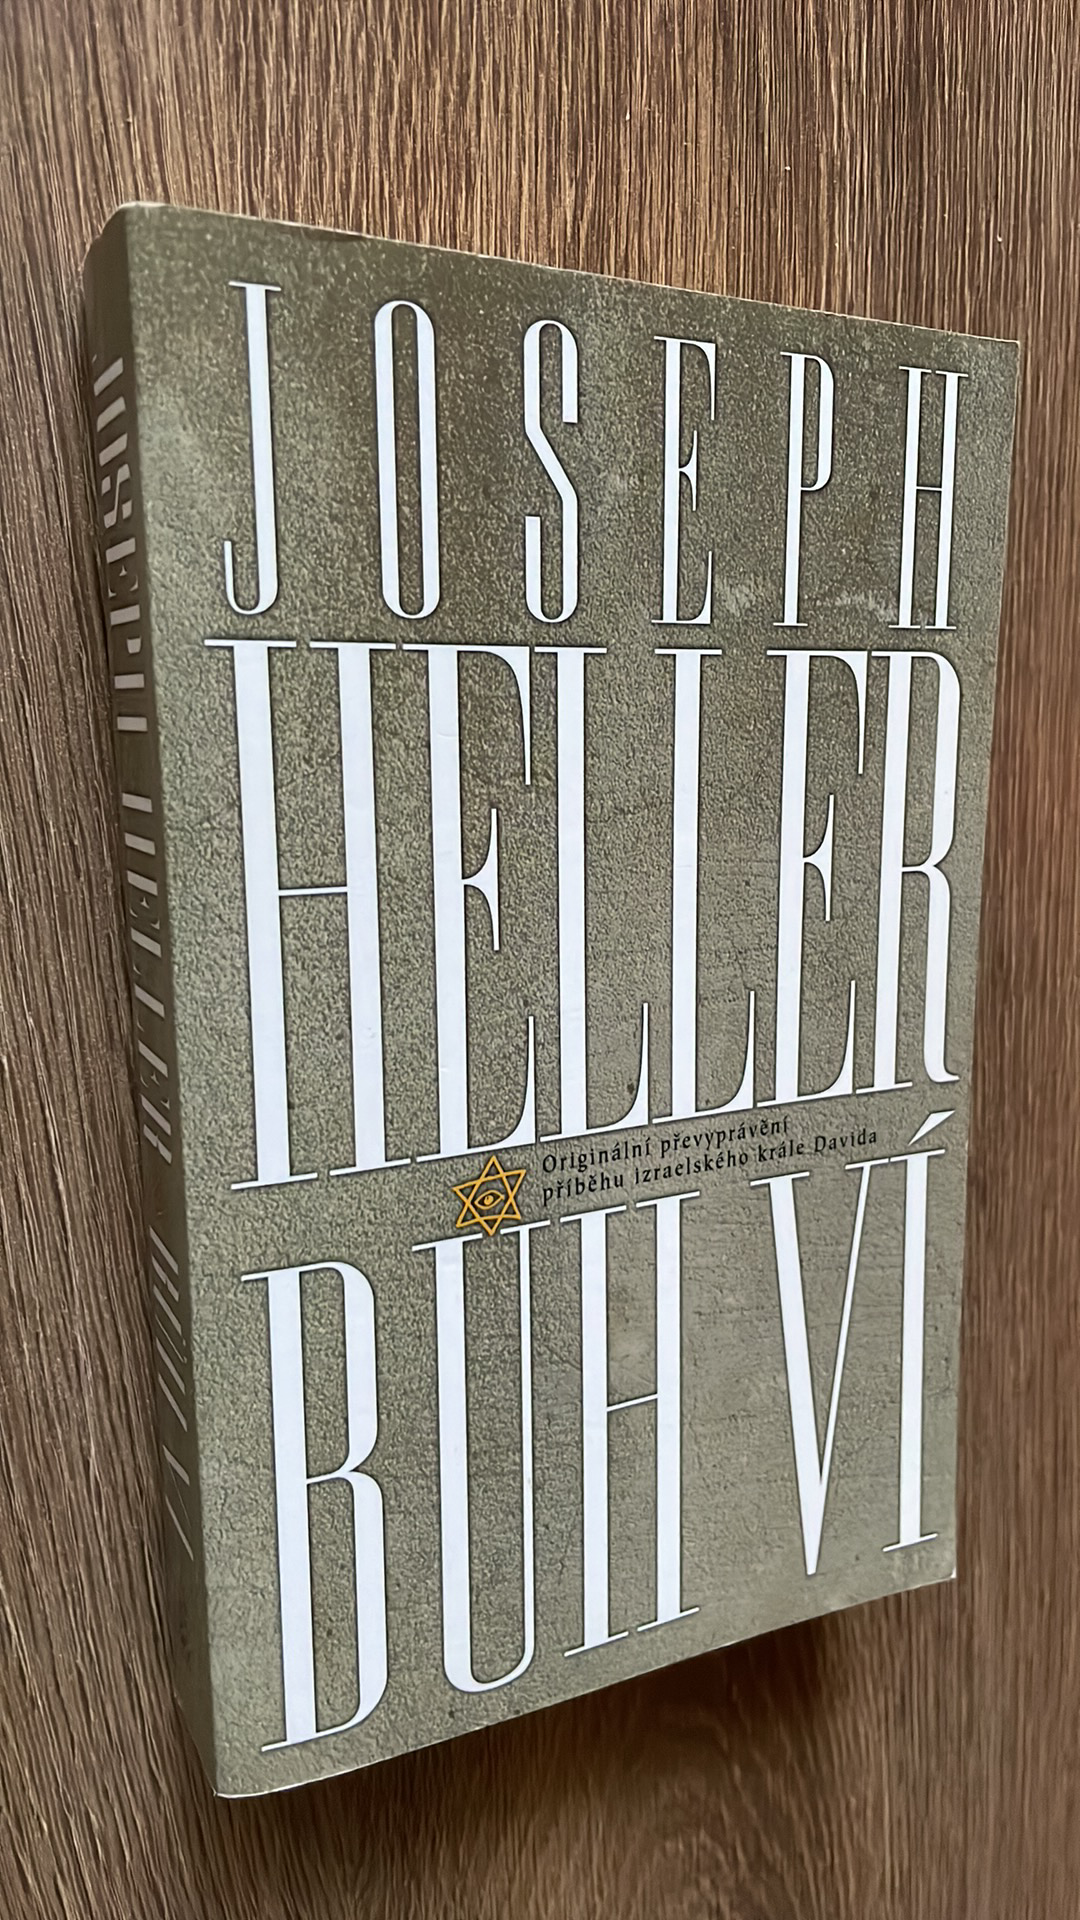 JOSEPH
HELLER
Originální převyprávění
příběhu izraelského krále Davida
BŮH VÍ
JOSEPH HELLER BŮH VÍ